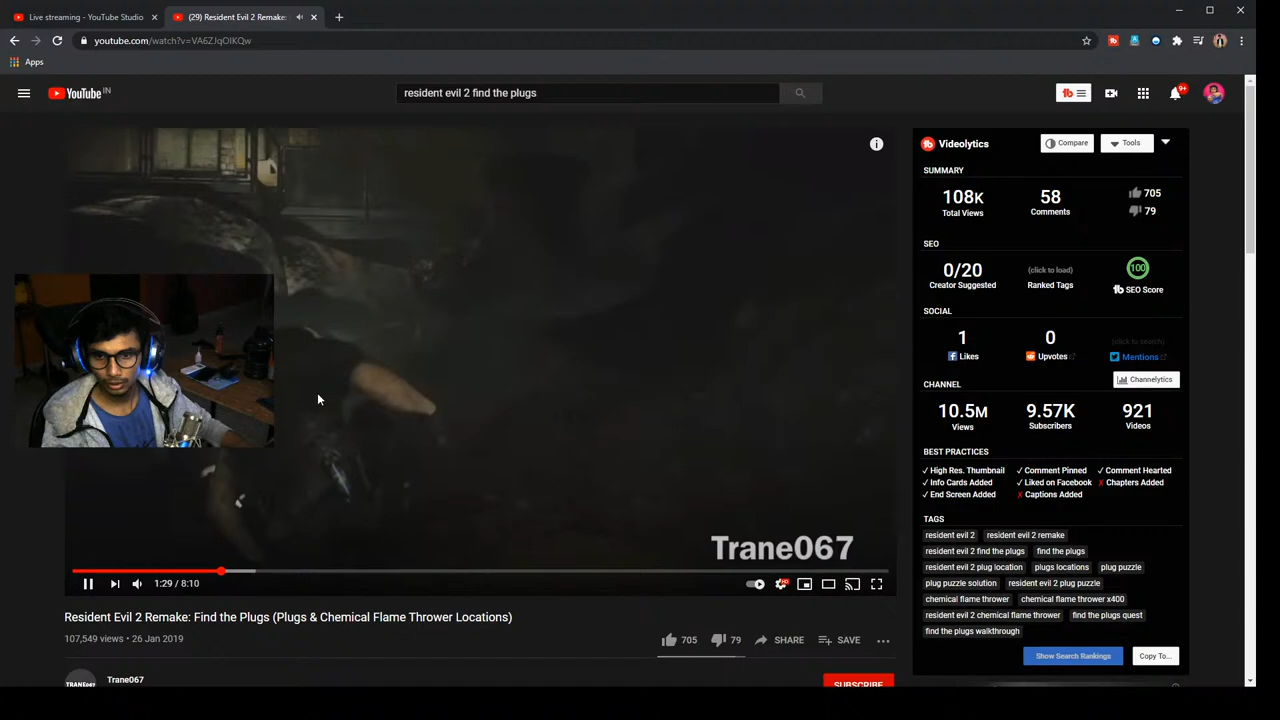 Live streaming - YouTube Studio
(29) Resident Evil 2 Remake:
youtube.com/watch?v=VA6ZJqOIKQw
Apps
YouTube IN
resident evil 2 find the plugs
tb
9+
tb Videolytics
Compare
Tools
SUMMARY
108K
58
705
Total Views
Comments
79
SEO
0/20
(click to load)
100
Creator Suggested
Ranked Tags
tb SEO Score
SOCIAL
1
0
(click to search)
Likes
Upvotes
Mentions
Channelytics
CHANNEL
10.5M
9.57K
921
Views
Subscribers
Videos
BEST PRACTICES
✓ High Res. Thumbnail
✓ Comment Pinned
✓ Comment Hearted
✓ Info Cards Added
✓ Liked on Facebook
✗ Chapters Added
✓ End Screen Added
✗ Captions Added
TAGS
resident evil 2
resident evil 2 remake
resident evil 2 find the plugs
find the plugs
resident evil 2 plug location
plugs locations
plug puzzle
plug puzzle solution
resident evil 2 plug puzzle
chemical flame thrower
chemical flame thrower x400
resident evil 2 chemical flame thrower
find the plugs quest
find the plugs walkthrough
Show Search Rankings
Copy To...
Trane067
1:29 / 8:10
HD
Resident Evil 2 Remake: Find the Plugs (Plugs & Chemical Flame Thrower Locations)
107,549 views • 26 Jan 2019
705
79
SHARE
SAVE
TRANE067
Trane067
SUBSCRIBE